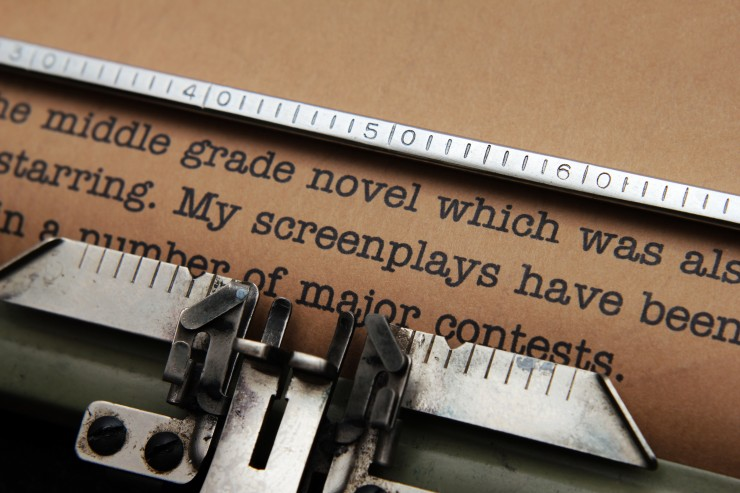 30 40 50 60
he middle grade novel which was als
starring. My screenplays have been
in a number of major contests.